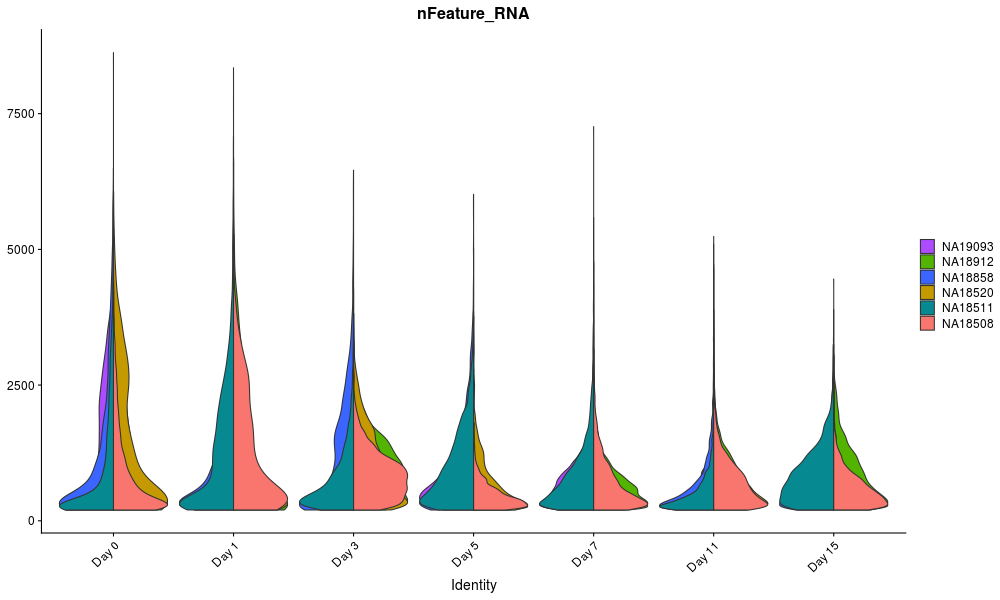 nFeature_RNA
7500
5000
2500
0
Day 0
Day 1
Day 3
Day 5
Day 7
Day 11
Day 15
Identity
NA19093
NA18912
NA18858
NA18520
NA18511
NA18508